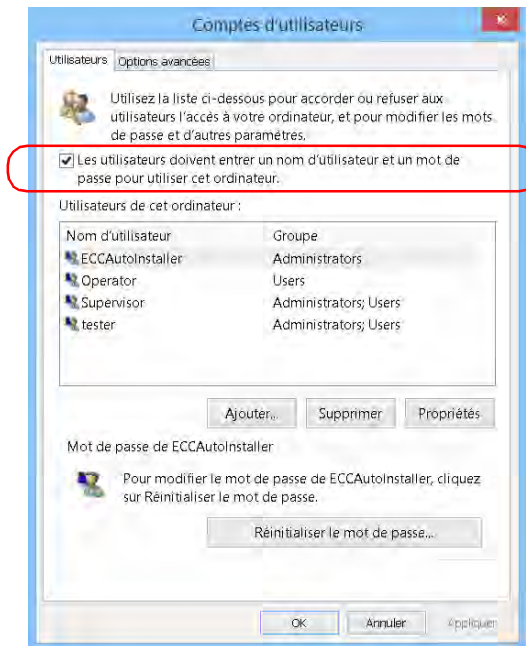 Comptes d'utilisateurs
Utilisateurs Options avancées
Utilisez la liste ci-dessous pour accorder ou refuser aux
utilisateurs l'accès à votre ordinateur, et pour modifier les mots
de passe et d'autres paramètres.
Les utilisateurs doivent entrer un nom d'utilisateur et un mot de
passe pour utiliser cet ordinateur.
Utilisateurs de cet ordinateur :
Nom d'utilisateur Groupe
ECCAutoInstaller Administrators
Operator Users
Supervisor Administrators; Users
tester Administrators; Users
Ajouter... Supprimer Propriétés
Mot de passe de ECCAutoInstaller
Pour modifier le mot de passe de ECCAutoInstaller, cliquez
sur Réinitialiser le mot de passe.
Réinitialiser le mot de passe...
OK Annuler Appliquer